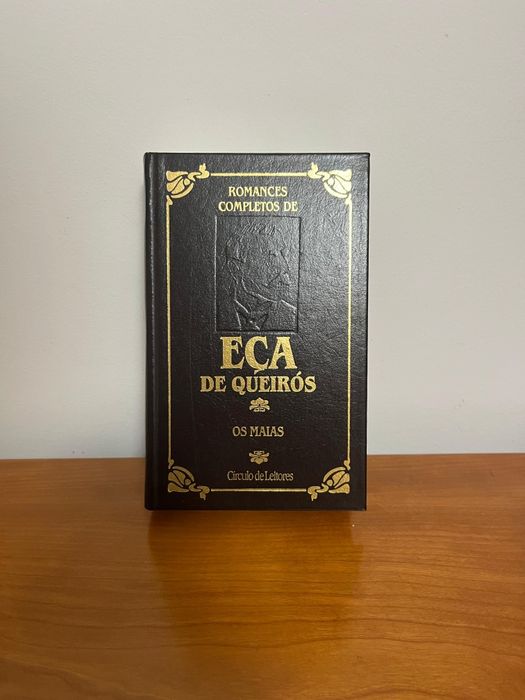 ROMANCES
COMPLETOS DE
EÇA
DE QUEIRÓS
OS MAIAS
Círculo de Leitores